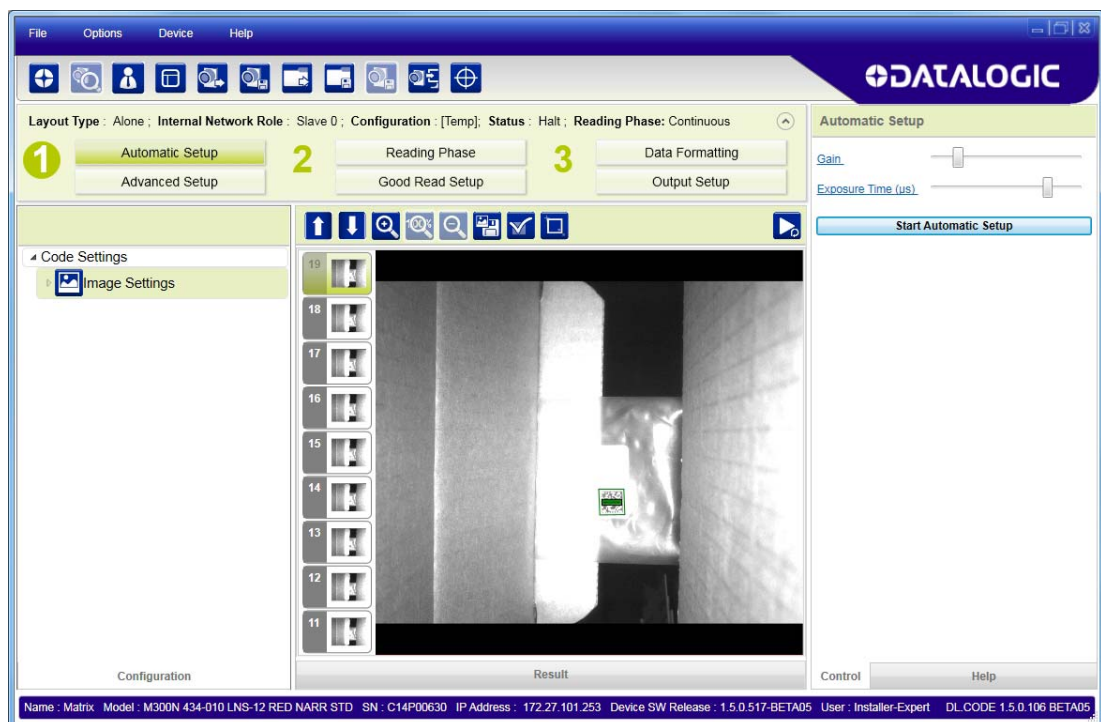 File Options Device Help
DATALOGIC
Layout Type : Alone ; Internal Network Role : Slave 0 ; Configuration : [Temp]; Status : Halt ; Reading Phase: Continuous
Automatic Setup
1 Automatic Setup 2 Reading Phase 3 Data Formatting
Advanced Setup Good Read Setup Output Setup
Gain
Exposure Time (µs)
Start Automatic Setup
100%
Code Settings
Image Settings
19
18
17
16
15
14
13
12
11
Configuration Result Control Help
Name : Matrix Model : M300N 434-010 LNS-12 RED NARR STD SN : C14P00630 IP Address : 172.27.101.253 Device SW Release : 1.5.0.517-BETA05 User : Installer-Expert DL.CODE 1.5.0.106 BETA05